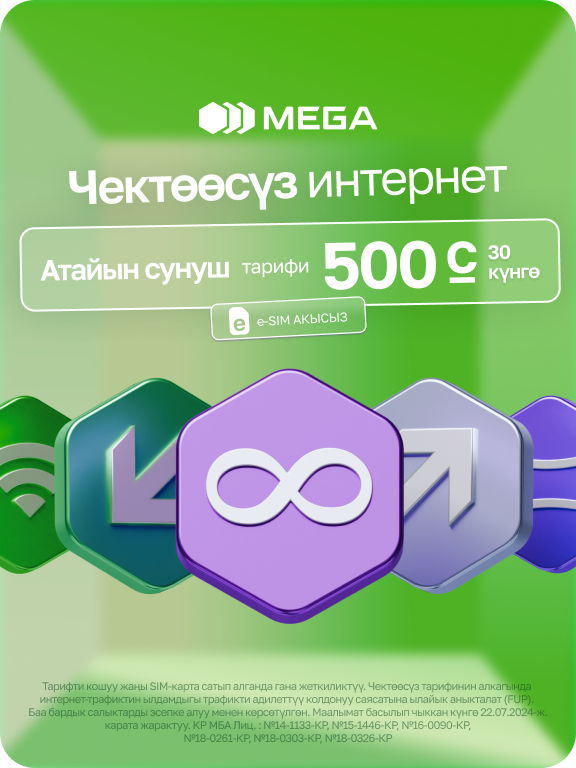 MEGA
Чектөөсүз интернет
Атайын сунуш тарифи 500 с 30 күнгө
e-SIM АКЫСЫЗ
Тарифти кошуу жаңы SIM-карта сатып алганда гана жеткиликтүү. Чектөөсүз тарифинин алкагында
интернет-трафиктин ылдамдыгы трафикти адилеттүү колдонуу саясатына ылайык аныкталат (FUP).
Баа бардык салыктарды эсепке алуу менен көрсөтүлгөн. Маалымат басылып чыккан күнгө 22.07.2024-ж.
карата жарактуу. КР МБА Лиц. : №14-1133-КР, №15-1446-КР, №16-0090-КР,
№18-0261-КР, №18-0303-КР, №18-0326-КР